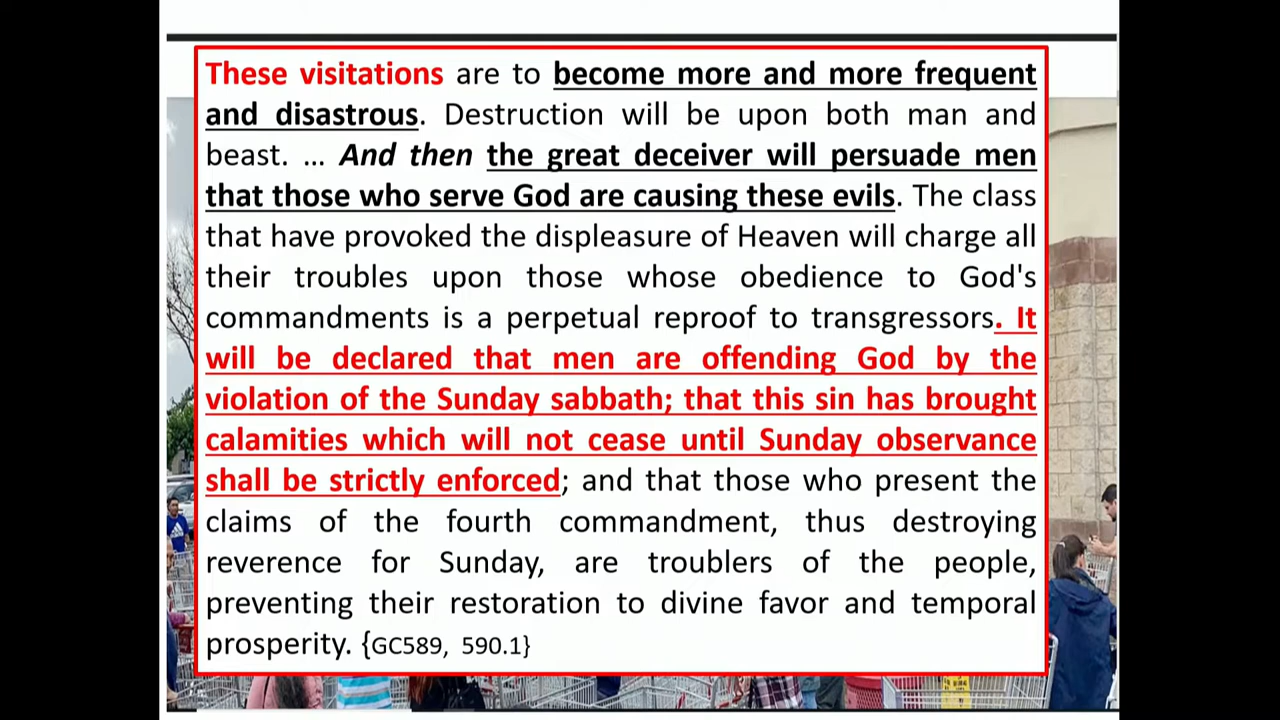 These visitations are to become more and more frequent
and disastrous. Destruction will be upon both man and
beast. ... And then the great deceiver will persuade men
that those who serve God are causing these evils. The class
that have provoked the displeasure of Heaven will charge all
their troubles upon those whose obedience to God's
commandments is a perpetual reproof to transgressors. It
will be declared that men are offending God by the
violation of the Sunday sabbath; that this sin has brought
calamities which will not cease until Sunday observance
shall be strictly enforced; and that those who present the
claims of the fourth commandment, thus destroying
reverence for Sunday, are troublers of the people,
preventing their restoration to divine favor and temporal
prosperity. {GC589, 590.1}